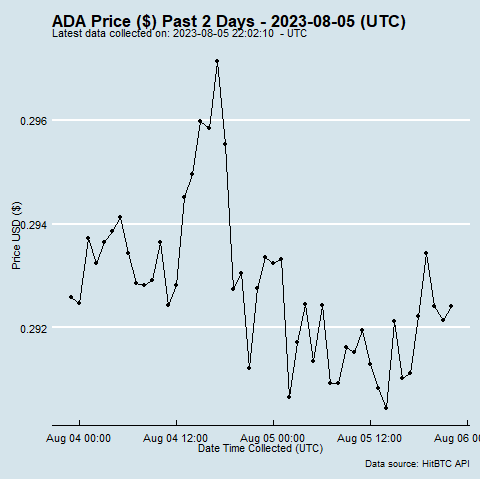 ADA Price ($) Past 2 Days - 2023-08-05 (UTC)
Latest data collected on: 2023-08-05 22:02:10  - UTC
0.296
0.294
0.292
Price USD ($)
Aug 04 00:00 Aug 04 12:00 Aug 05 00:00 Aug 05 12:00 Aug 06 0
Date Time Collected (UTC)
Data source: HitBTC API